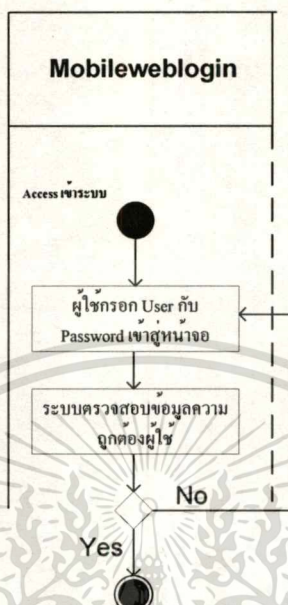 Mobileweblogin
Access เข้าระบบ
ผู้ใช้กรอก User กับ
Password เข้าสู่หน้าจอ
ระบบตรวจสอบข้อมูลความ
ถูกต้องผู้ใช้
No
Yes